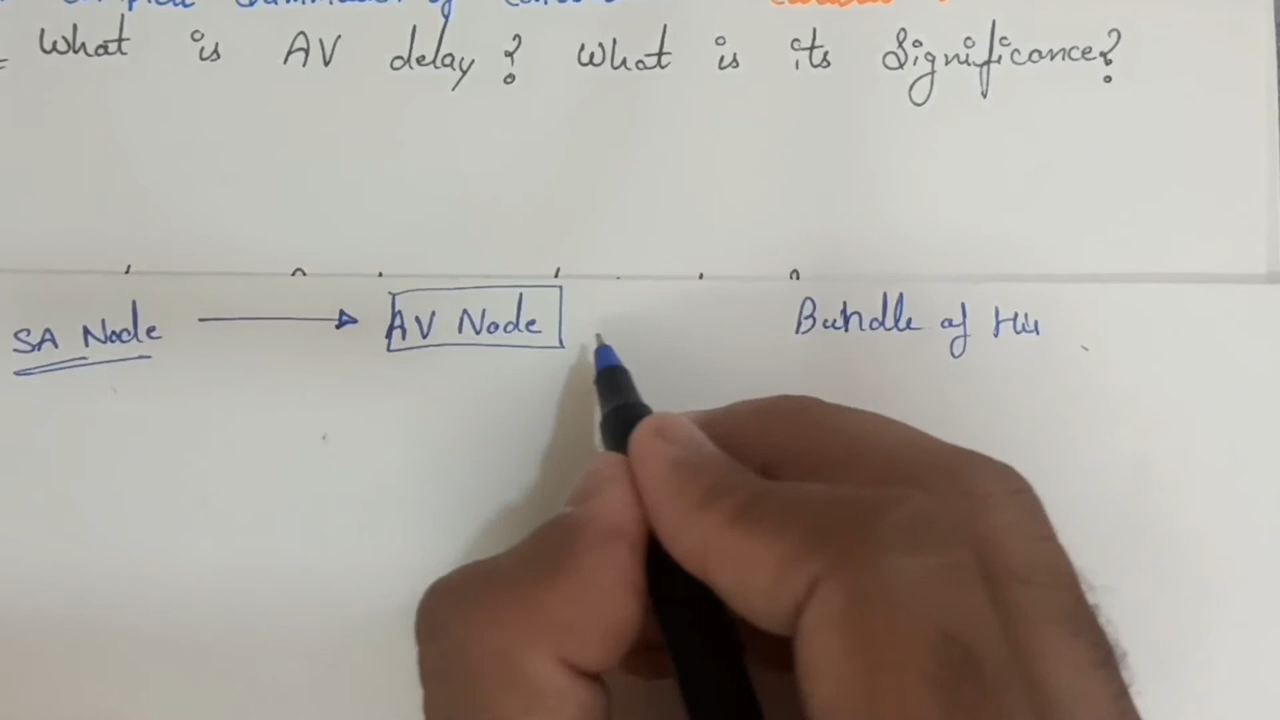 What is AV delay? What is its Significance?
SA Node AV Node Bundle of His